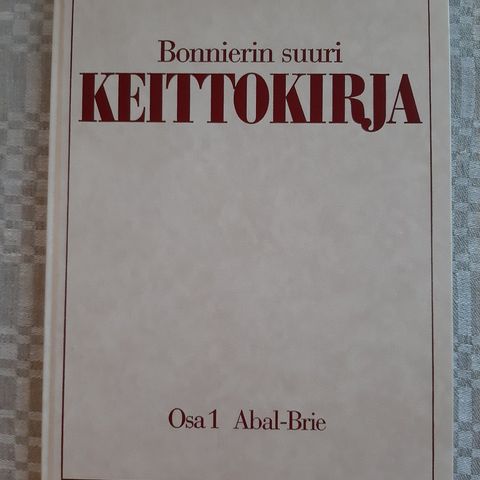 Bonnierin suuri
KEITTOKIRJA
Osa 1 Abal-Brie